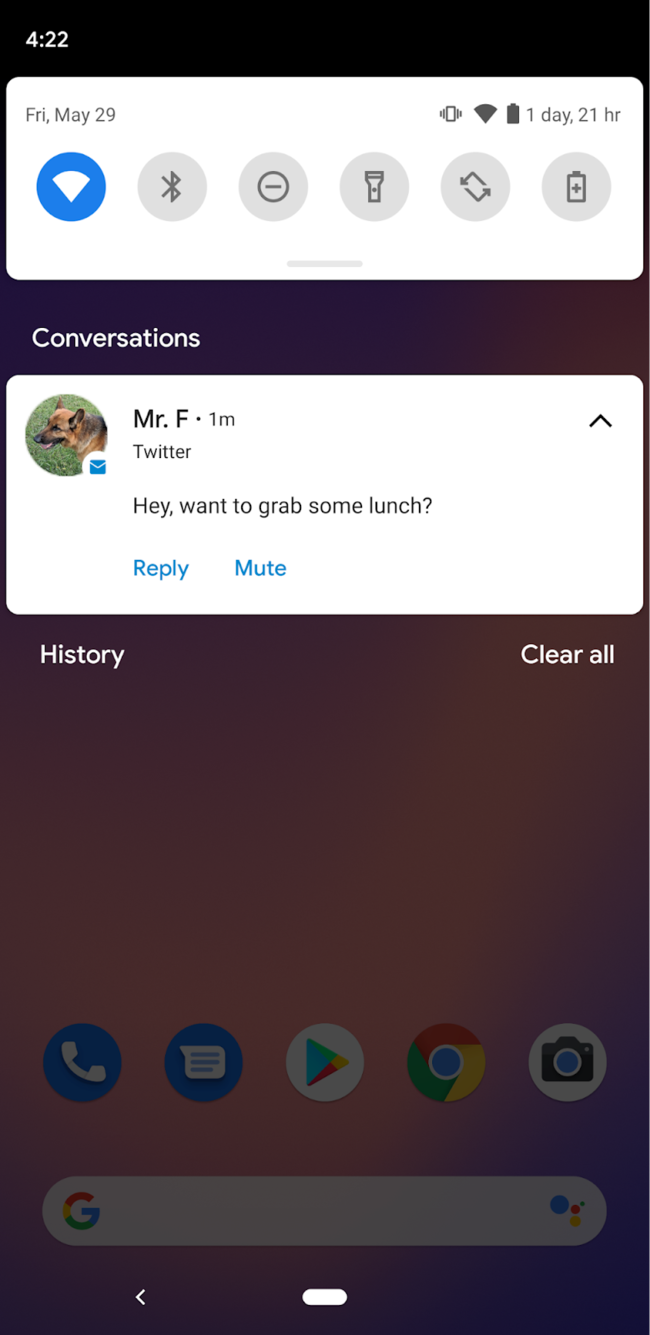 4:22
Fri, May 29 1 day, 21 hr
Conversations
Mr. F · 1m
Twitter
Hey, want to grab some lunch?
Reply Mute
History Clear all